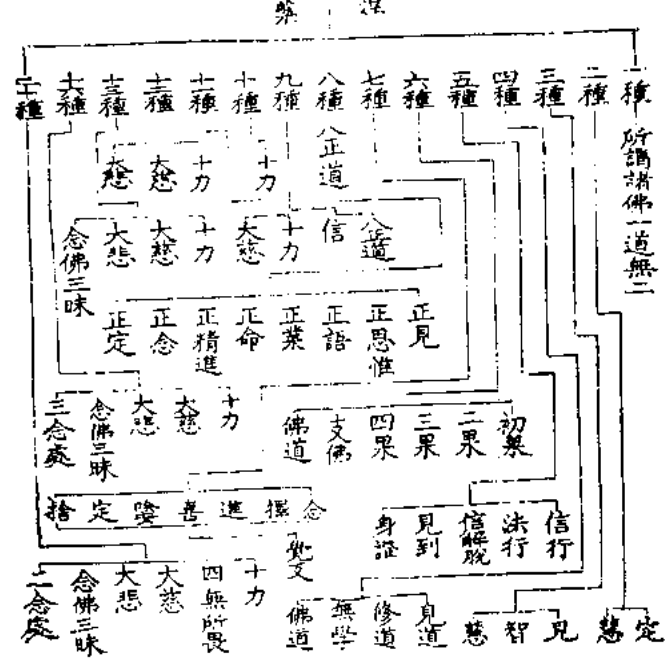 涅
槃
一種
二種
三種
四種
五種
六種
七種
八種
九種
十種
十一種
十二種
十三種
十六種
二十種
所謂諸佛一道無二
八正道
十力
十力
大慈
大悲
八正道
信
十力
大慈
十力
大慈
大悲
念佛三昧
正見
正思惟
正語
正業
正命
正精進
正念
正定
十力
大慈
大悲
念佛三昧
三念處
初果
二果
三果
四果
支佛
佛道
念
擇
進
喜
定
捨
覺支
信行
法行
信解脫
見到
身證
十力
四無所畏
大慈
大悲
念佛三昧
三念處
定
慧
見
智
慧
見道
修道
無學
佛道